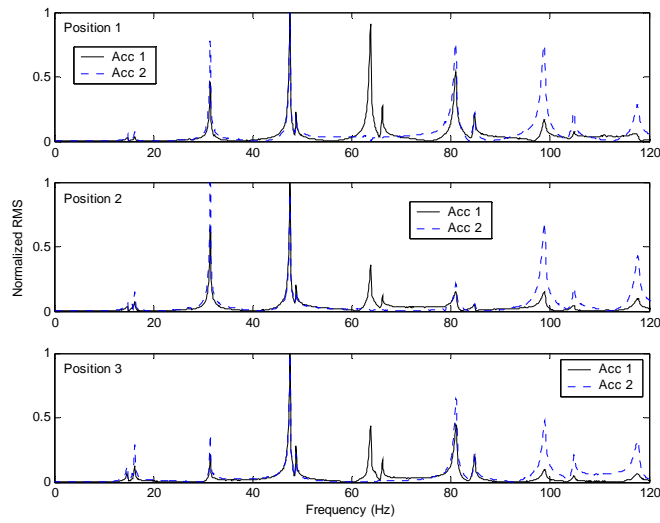 Position 1
Acc 1
Acc 2
1
0.5
0
0 20 40 60 80 100 120
Position 2
Acc 1
Acc 2
Normalized RMS
1
0.5
0
0 20 40 60 80 100 120
Position 3
Acc 1
Acc 2
1
0.5
0
0 20 40 60 80 100 120
Frequency (Hz)